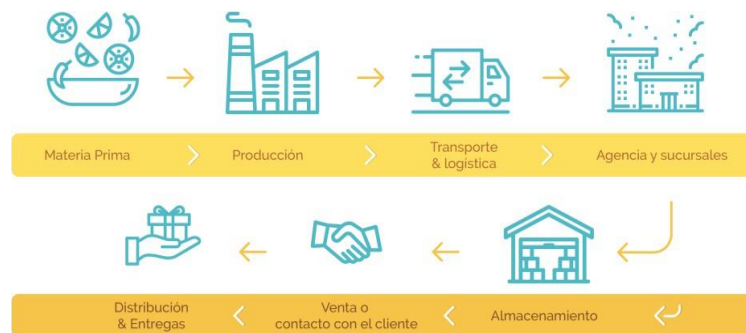 Materia Prima
Producción
Transporte
& logística
Agencia y sucursales
Distribución
& Entregas
Venta o
contacto con el cliente
Almacenamiento